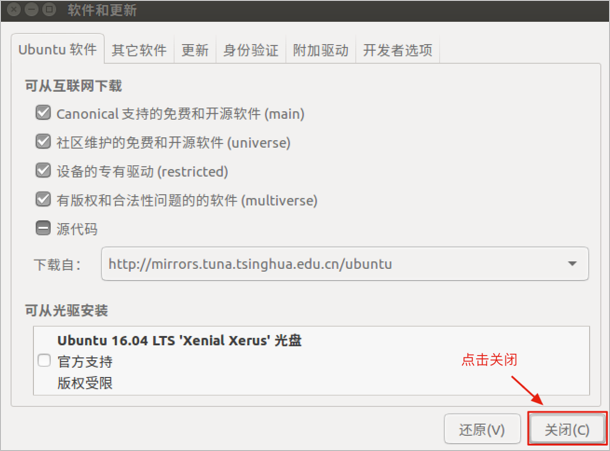 软件和更新
Ubuntu 软件 其它软件 更新 身份验证 附加驱动 开发者选项
可从互联网下载
Canonical 支持的免费和开源软件 (main)
社区维护的免费和开源软件 (universe)
设备的专有驱动 (restricted)
有版权和合法性问题的的软件 (multiverse)
源代码
下载自： http://mirrors.tuna.tsinghua.edu.cn/ubuntu
可从光驱安装
Ubuntu 16.04 LTS 'Xenial Xerus' 光盘
官方支持
版权受限
点击关闭
还原(V) 关闭(C)